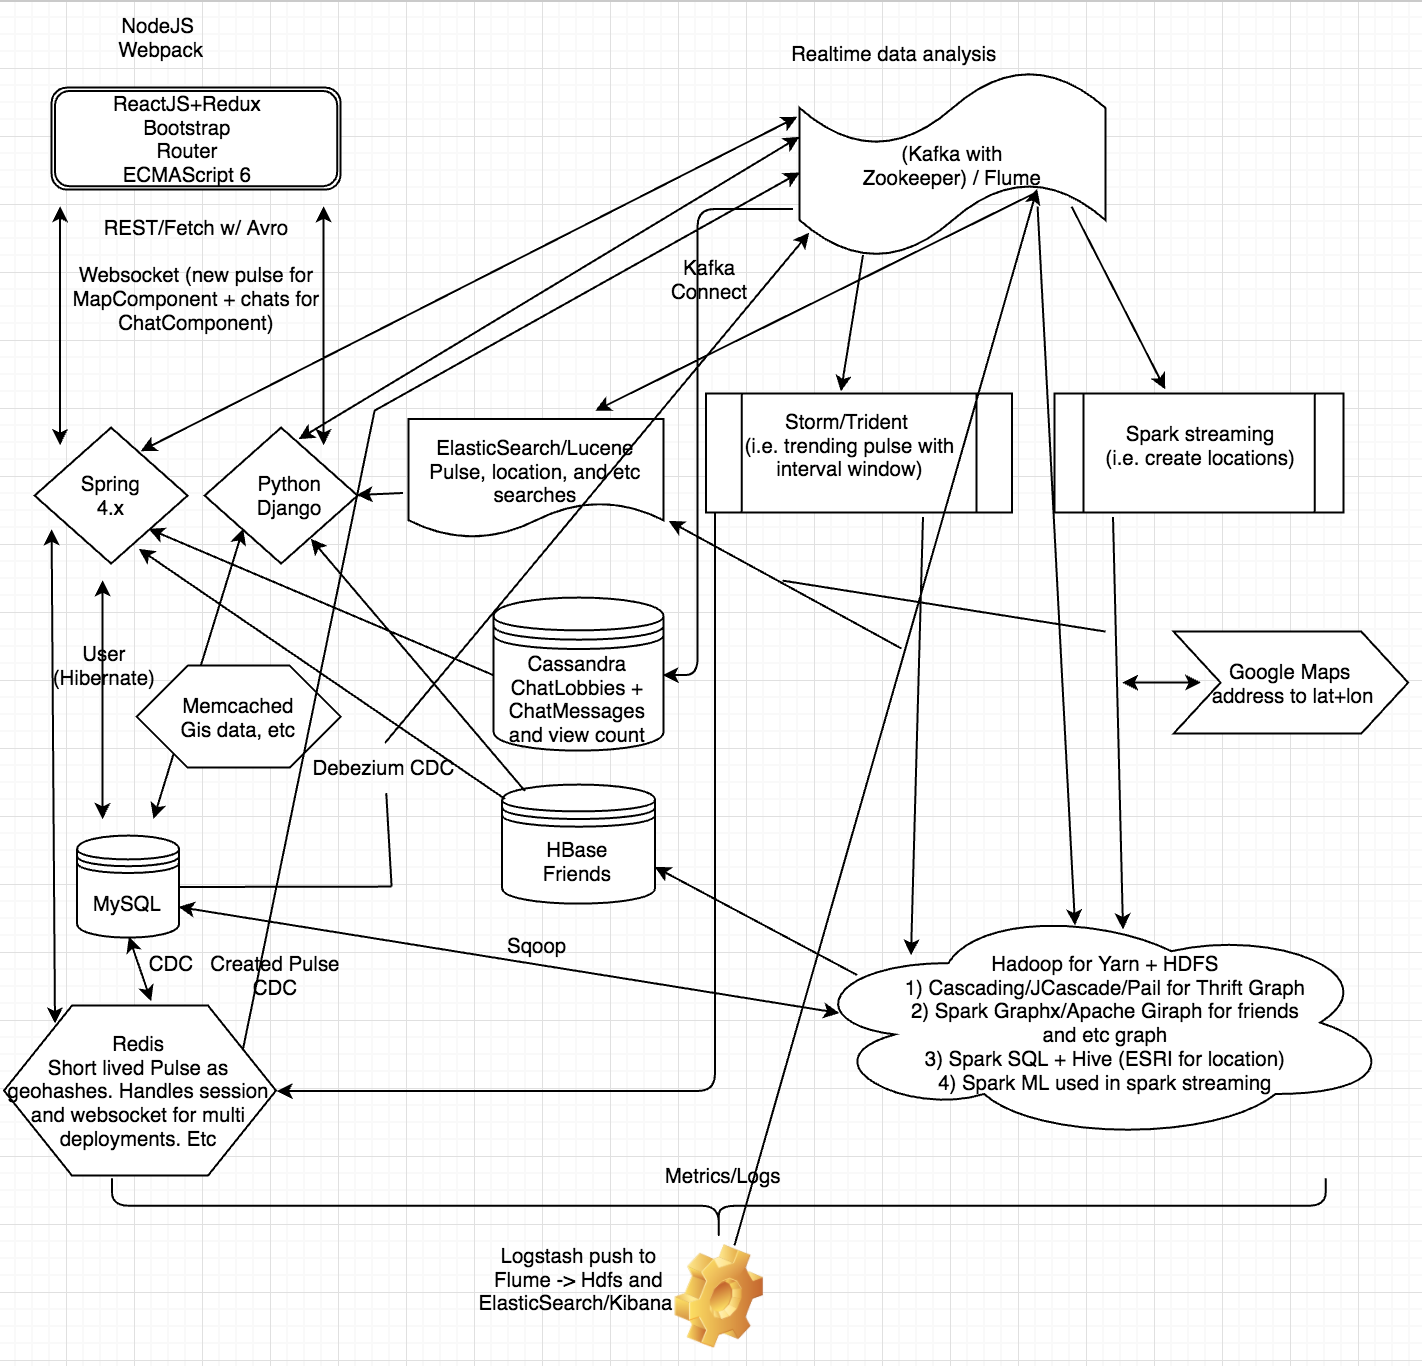 NodeJS
Webpack
Realtime data analysis
ReactJS+Redux
Bootstrap
Router
ECMAScript 6
(Kafka with
Zookeeper) / Flume
REST/Fetch w/ Avro
Websocket (new pulse for
MapComponent + chats for
ChatComponent)
Kafka
Connect
Spring
4.x
Python
Django
ElasticSearch/Lucene
Pulse, location, and etc
searches
Storm/Trident
(i.e. trending pulse with
interval window)
Spark streaming
(i.e. create locations)
User
(Hibernate)
Memcached
Gis data, etc
Cassandra
ChatLobbies +
ChatMessages
and view count
Google Maps
address to lat+lon
Debezium CDC
HBase
Friends
MySQL
Sqoop
CDC
Created Pulse
CDC
Hadoop for Yarn + HDFS
1) Cascading/JCascade/Pail for Thrift Graph
2) Spark Graphx/Apache Giraph for friends
and etc graph
3) Spark SQL + Hive (ESRI for location)
4) Spark ML used in spark streaming
Redis
Short lived Pulse as
geohashes. Handles session
and websocket for multi
deployments. Etc
Metrics/Logs
Logstash push to
Flume -> Hdfs and
ElasticSearch/Kibana